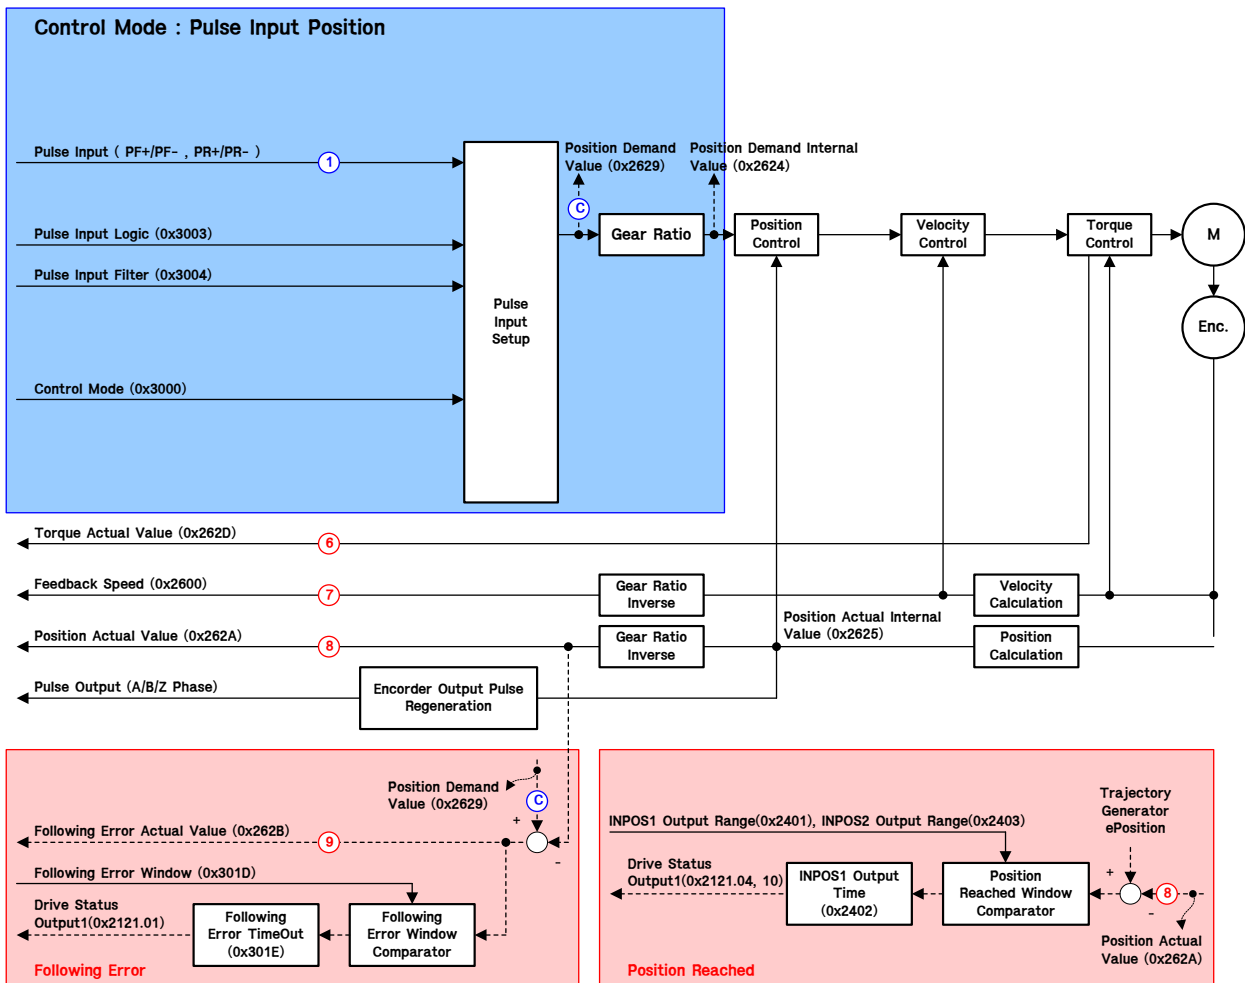 Control Mode : Pulse Input Position
Pulse Input ( PF+/PF- , PR+/PR- )
1
Pulse Input Logic (0x3003)
Pulse Input Filter (0x3004)
Control Mode (0x3000)
Pulse
Input
Setup
Position Demand
Value (0x2629)
C
Position Demand Internal
Value (0x2624)
Gear Ratio
Position
Control
Velocity
Control
Torque
Control
M
Enc.
Torque Actual Value (0x262D)
6
Feedback Speed (0x2600)
7
Gear Ratio
Inverse
Velocity
Calculation
Position Actual Value (0x262A)
8
Gear Ratio
Inverse
Position Actual Internal
Value (0x2625)
Position
Calculation
Pulse Output (A/B/Z Phase)
Encorder Output Pulse
Regeneration
Position Demand
Value (0x2629)
C
+
-
Following Error Actual Value (0x262B)
9
Following Error Window (0x301D)
Drive Status
Output1(0x2121.01)
Following
Error TimeOut
(0x301E)
Following
Error Window
Comparator
Following Error
Trajectory
Generator
ePosition
INPOS1 Output Range(0x2401), INPOS2 Output Range(0x2403)
Drive Status
Output1(0x2121.04, 10)
INPOS1 Output
Time
(0x2402)
Position
Reached Window
Comparator
+
8
-
Position Actual
Value (0x262A)
Position Reached